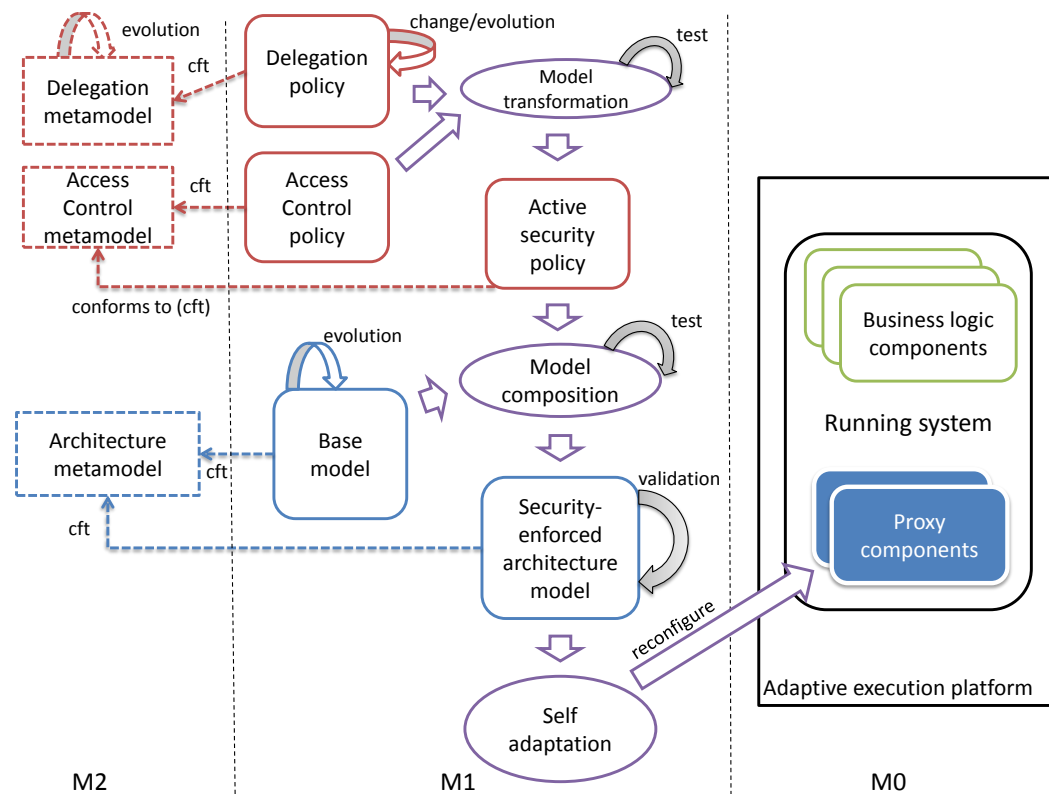 evolution
change/evolution
test
cft
Delegation
policy
Model
transformation
Delegation
metamodel
cft
Access
Control
metamodel
Access
Control
policy
Active
security
policy
conforms to (cft)
evolution
test
Model
composition
Business logic
components
Running system
Architecture
metamodel
cft
Base
model
cft
validation
Security-
enforced
architecture
model
Proxy
components
reconfigure
Self
adaptation
Adaptive execution platform
M2
M1
M0